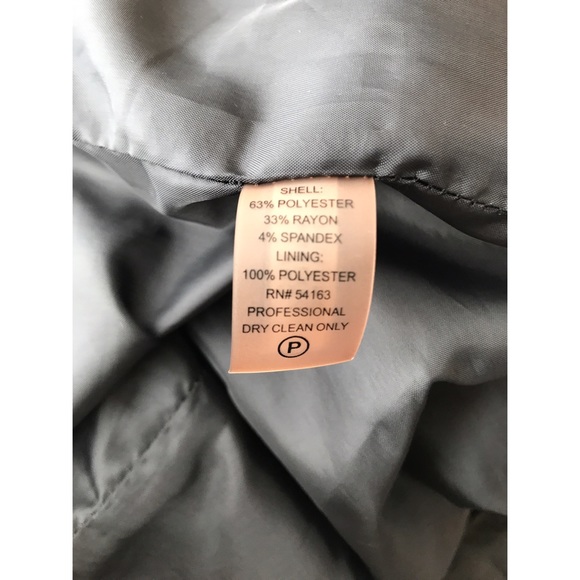 SHELL:
63% POLYESTER
33% RAYON
4% SPANDEX
LINING:
100% POLYESTER
RN# 54163
PROFESSIONAL
DRY CLEAN ONLY
P